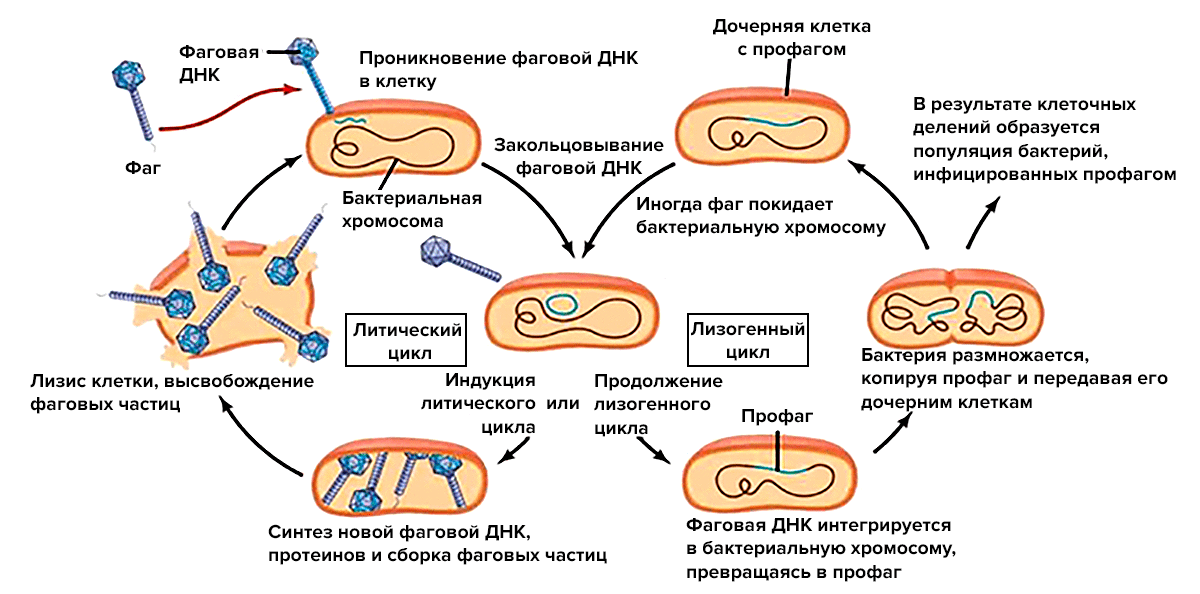 Фаговая
ДНК
Фаг
Проникновение фаговой ДНК
в клетку
Бактериальная
хромосома
Закольцовывание
фаговой ДНК
Дочерняя клетка
с профагом
В результате клеточных
делений образуется
популяция бактерий,
инфицированных профагом
Иногда фаг покидает
бактериальную хромосому
Литический
цикл
Лизогенный
цикл
Бактерия размножается,
копируя профаг и передавая его
дочерним клеткам
Лизис клетки, высвобождение
фаговых частиц
Индукция
литического
цикла
или
Продолжение
лизогенного
цикла
Профаг
Синтез новой фаговой ДНК,
протеинов и сборка фаговых частиц
Фаговая ДНК интегрируется
в бактериальную хромосому,
превращаясь в профаг